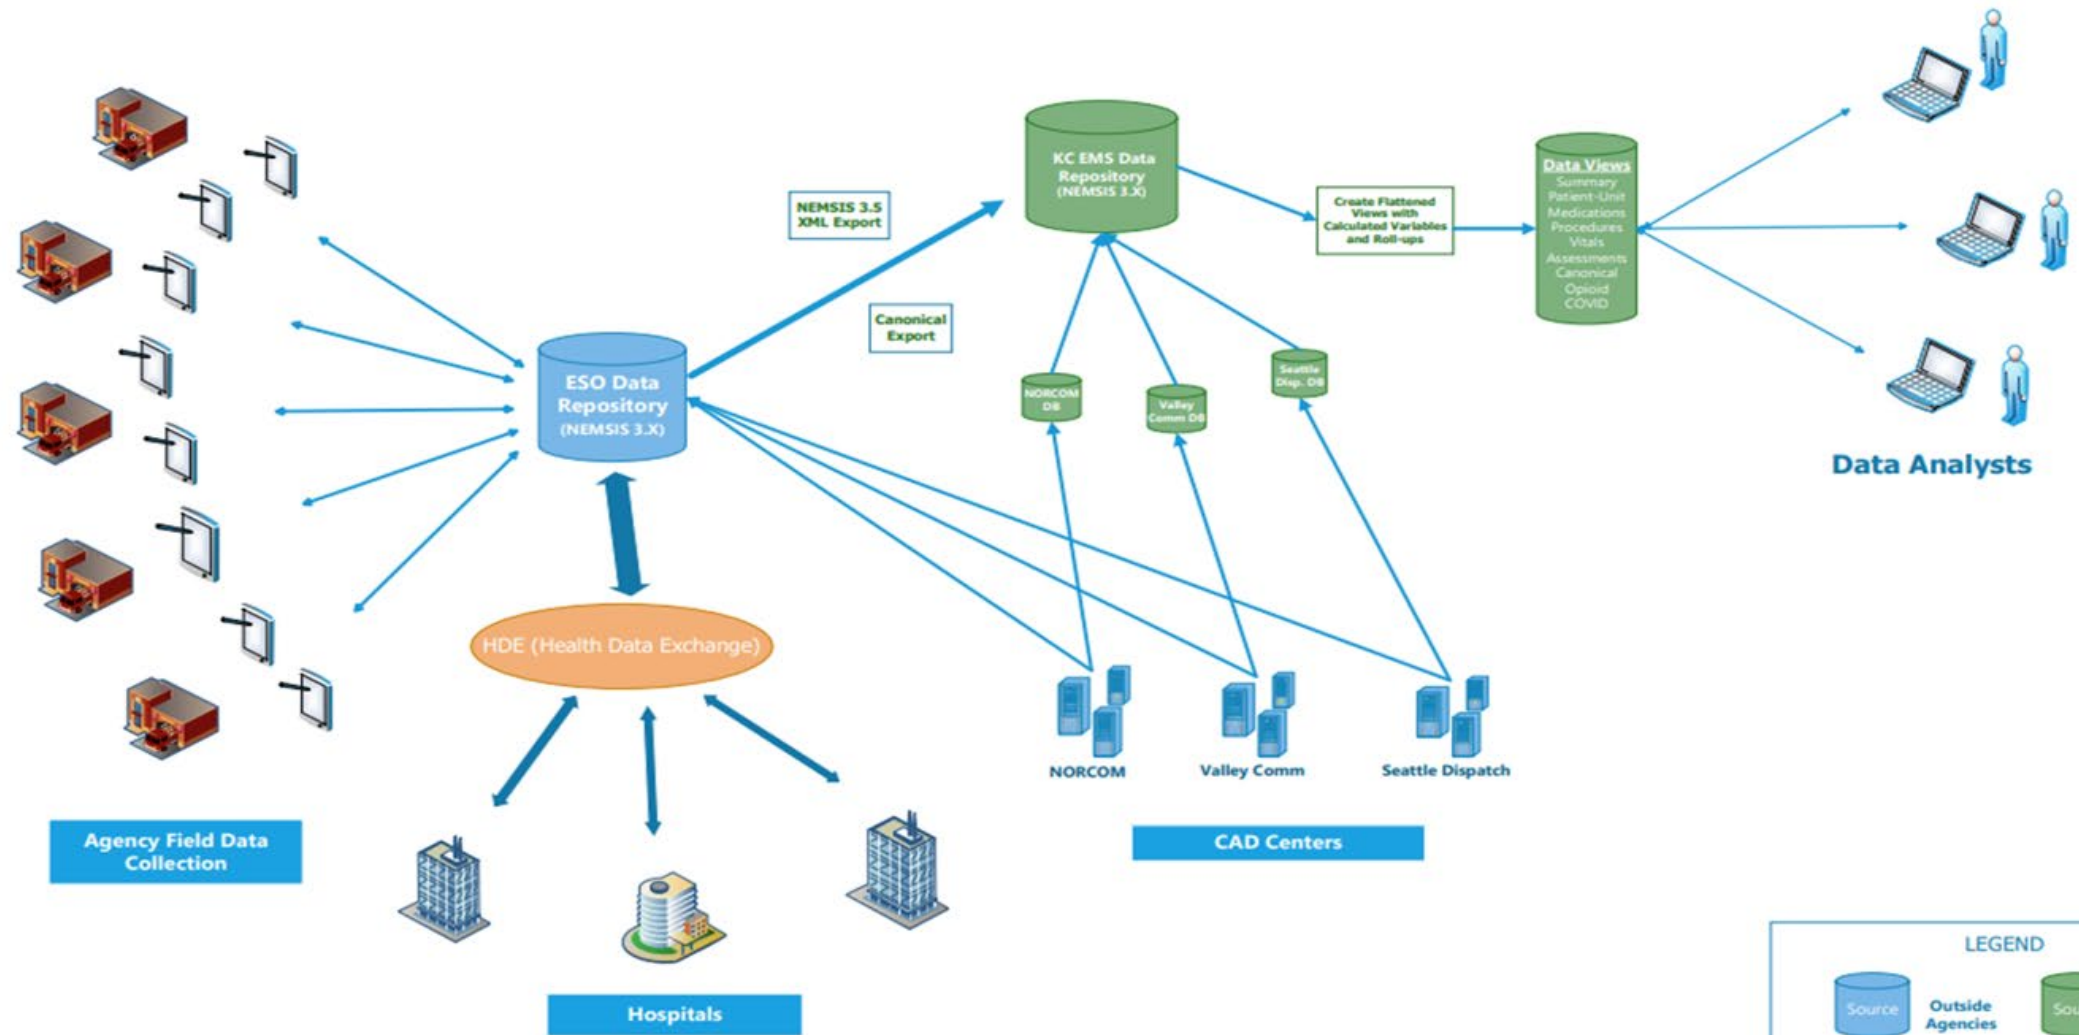 NEMSIS 3.5
XML Export
Canonical
Export
KC EMS Data
Repository
(NEMSIS 3.X)
Create Flattened
Views with
Calculated Variables
and Roll-ups
Data Views
Summary
Patient-Unit
Medications
Procedures
Vitals
Assessments
Canonical
Opioid
COVID
ESO Data
Repository
(NEMSIS 3.X)
NORCOM
DB
Valley
Comm DB
Seattle
Disp. DB
Data Analysts
HDE (Health Data Exchange)
NORCOM
Valley Comm
Seattle Dispatch
Agency Field Data
Collection
CAD Centers
Hospitals
LEGEND
Source
Outside
Agencies
Sou